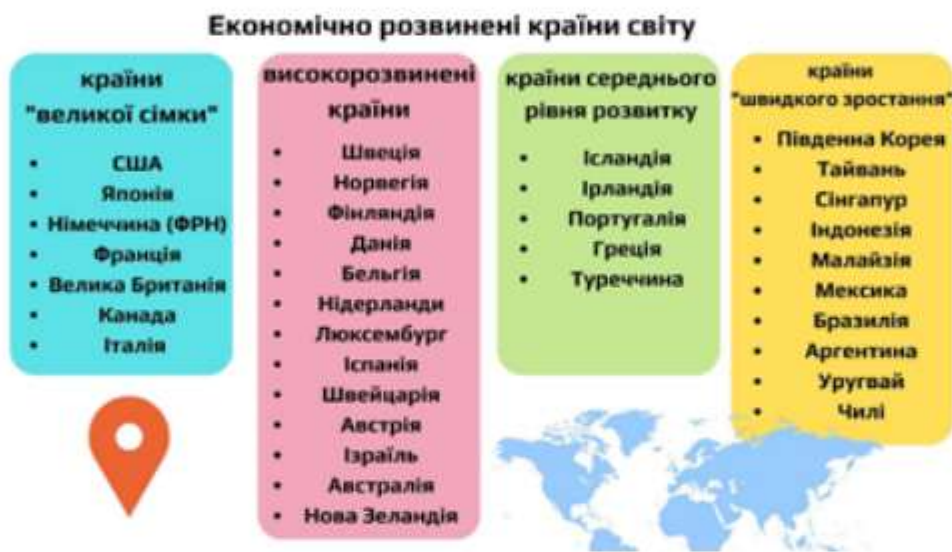 Економічно розвинені країни світу
країни
"великої сімки"
США
Японія
Німеччина (ФРН)
Франція
Велика Британія
Канада
Італія
високорозвинені
країни
Швеція
Норвегія
Фінляндія
Данія
Бельгія
Нідерланди
Люксембург
Іспанія
Швейцарія
Австрія
Ізраїль
Австралія
Нова Зеландія
країни середнього
рівня розвитку
Ісландія
Ірландія
Португалія
Греція
Туреччина
країни
"швидкого зростання"
Південна Корея
Тайвань
Сінгапур
Індонезія
Малайзія
Мексика
Бразилія
Аргентина
Уругвай
Чилі